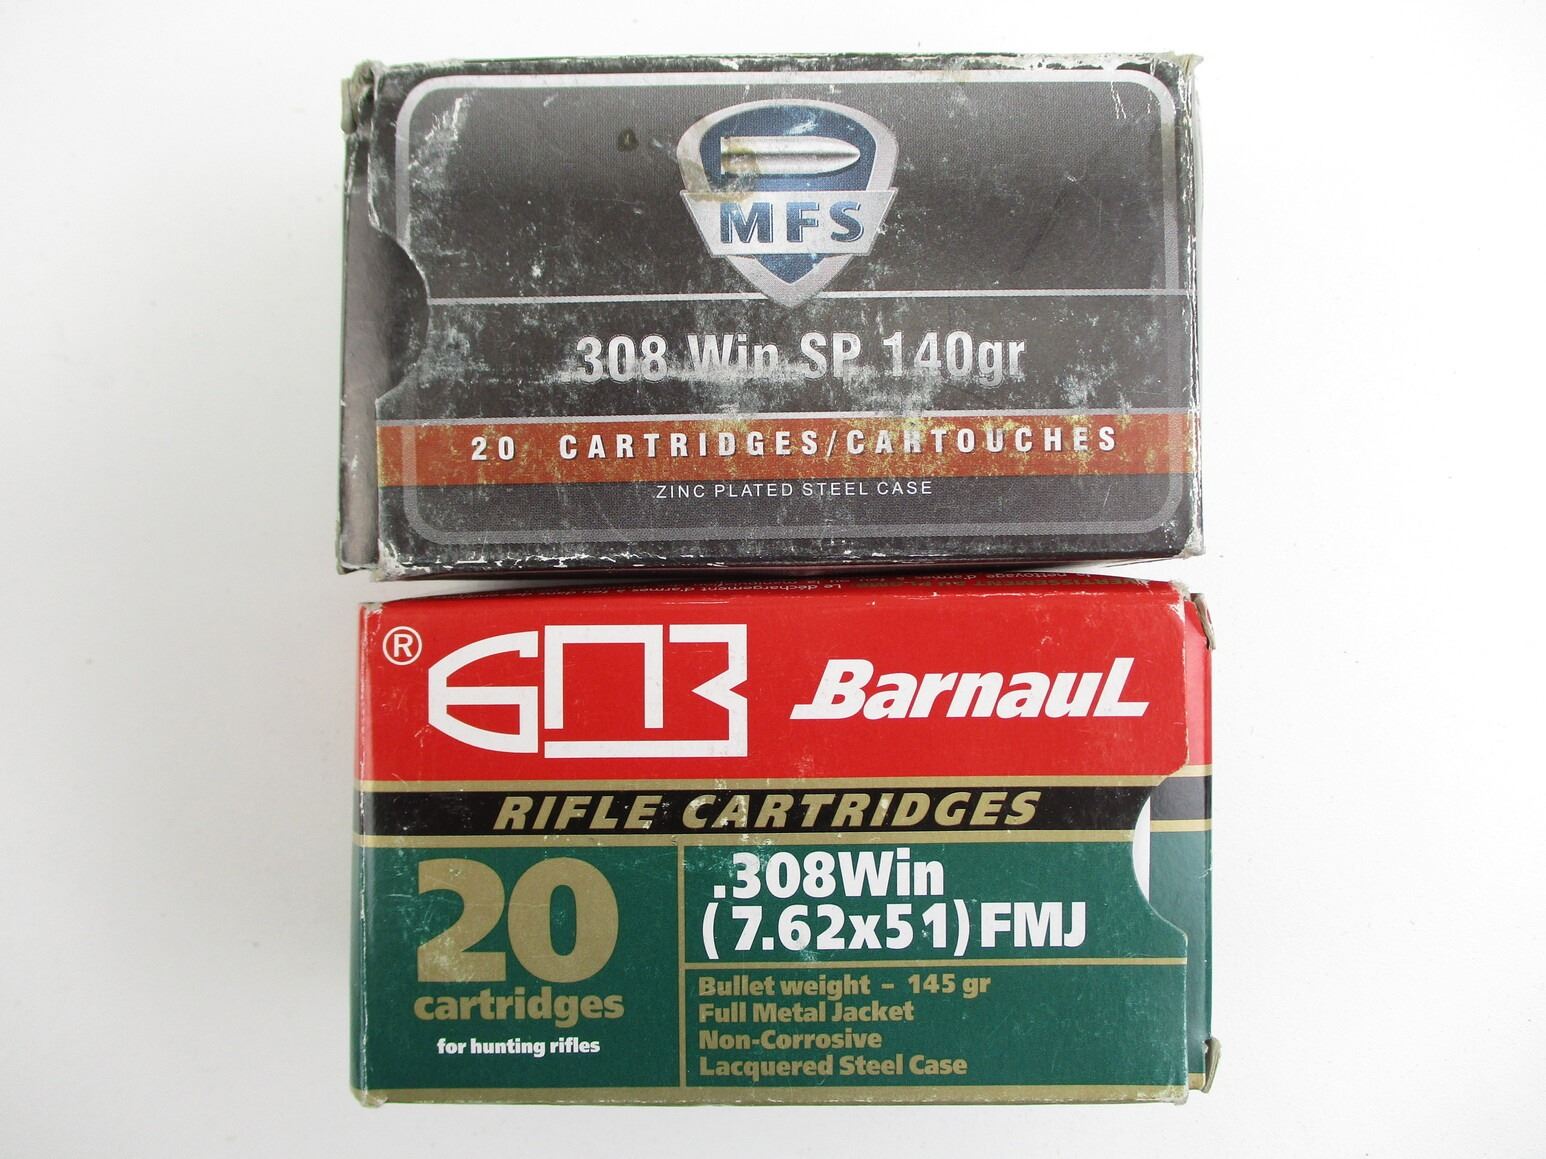 MFS
.308 Win SP 140gr
20 CARTRIDGES/CARTOUCHES
ZINC PLATED STEEL CASE
® БПЗ BarnauL
RIFLE CARTRIDGES
20
cartridges
for hunting rifles
.308Win
(7.62x51) FMJ
Bullet weight – 145 gr
Full Metal Jacket
Non-Corrosive
Lacquered Steel Case